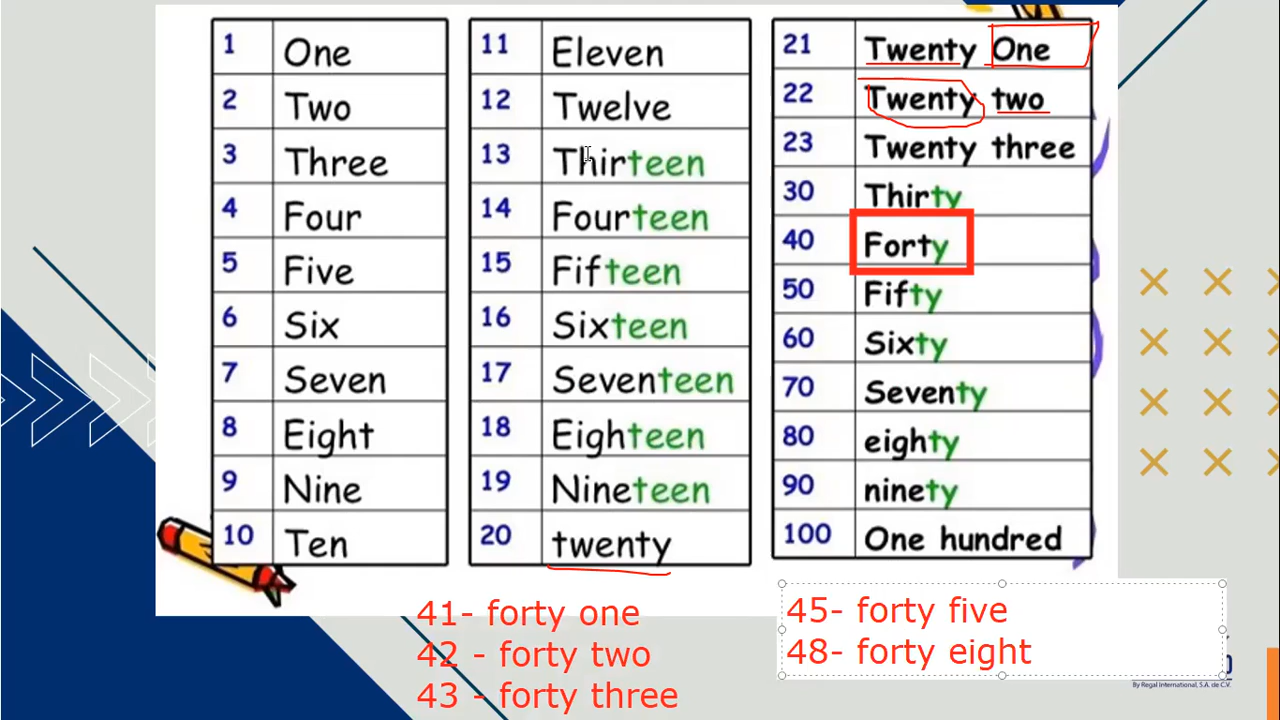 1 One
2 Two
3 Three
4 Four
5 Five
6 Six
7 Seven
8 Eight
9 Nine
10 Ten
11 Eleven
12 Twelve
13 Thirteen
14 Fourteen
15 Fifteen
16 Sixteen
17 Seventeen
18 Eighteen
19 Nineteen
20 twenty
21 Twenty One
22 Twenty two
23 Twenty three
30 Thirty
40 Forty
50 Fifty
60 Sixty
70 Seventy
80 eighty
90 ninety
100 One hundred
41- forty one
42 - forty two
43 - forty three
45- forty five
48- forty eight
By Regal International, S.A. de C.V.